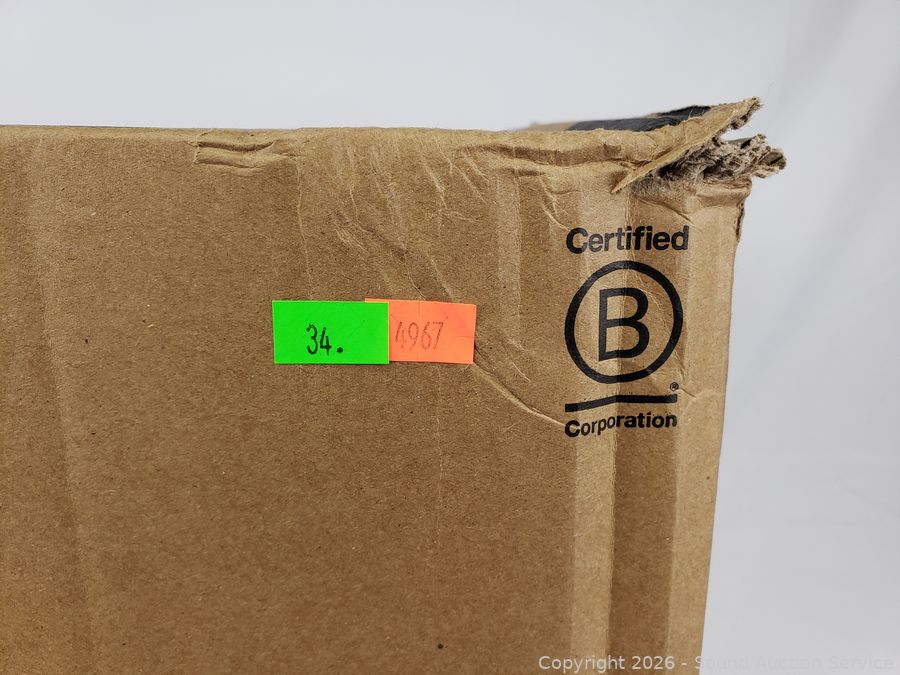 Certified
B
®
Corporation
34.
4967
Copyright 2026 - Sound Auction Service